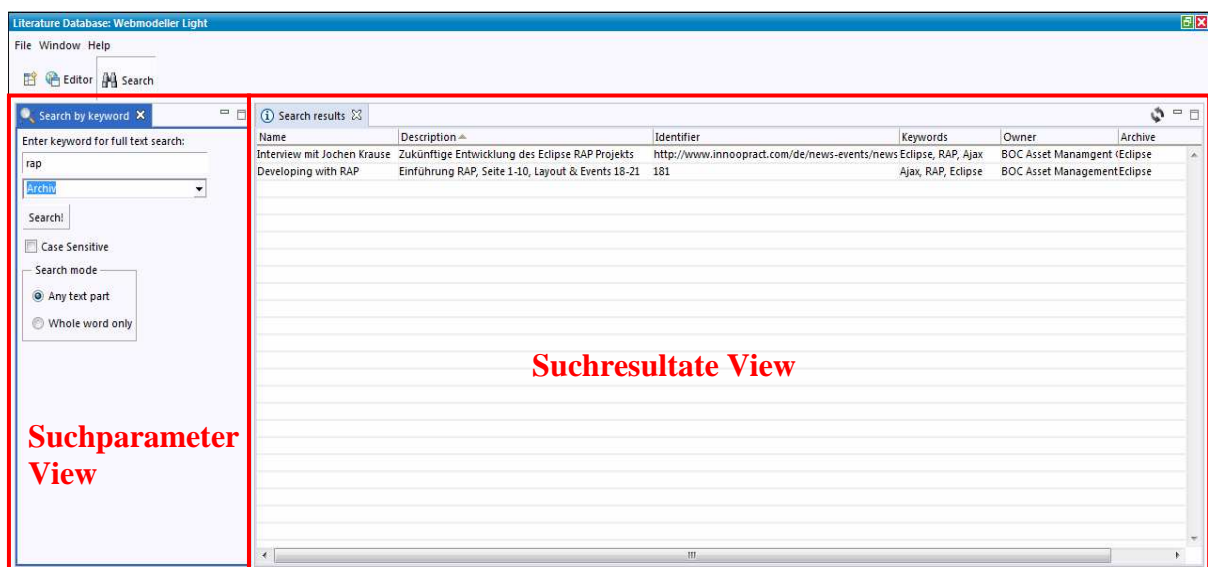 Literature Database: Webmodeller Light
File Window Help
Editor Search
Search by keyword
Enter keyword for full text search:
rap
Archiv
Search!
Case Sensitive
Search mode
Any text part
Whole word only
Suchparameter
View
Search results
Name Description Identifier Keywords Owner Archive
Interview mit Jochen Krause Zukünftige Entwicklung des Eclipse RAP Projekts http://www.innoopract.com/de/news-events/news Eclipse, RAP, Ajax BOC Asset Manamgent ( Eclipse
Developing with RAP Einführung RAP, Seite 1-10, Layout & Events 18-21 181 Ajax, RAP, Eclipse BOC Asset Management Eclipse
Suchresultate View